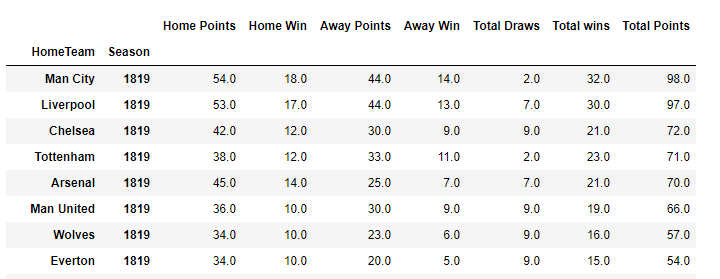 Home Points Home Win Away Points Away Win Total Draws Total wins Total Points
HomeTeam Season
Man City 1819 54.0 18.0 44.0 14.0 2.0 32.0 98.0
Liverpool 1819 53.0 17.0 44.0 13.0 7.0 30.0 97.0
Chelsea 1819 42.0 12.0 30.0 9.0 9.0 21.0 72.0
Tottenham 1819 38.0 12.0 33.0 11.0 2.0 23.0 71.0
Arsenal 1819 45.0 14.0 25.0 7.0 7.0 21.0 70.0
Man United 1819 36.0 10.0 30.0 9.0 9.0 19.0 66.0
Wolves 1819 34.0 10.0 23.0 6.0 9.0 16.0 57.0
Everton 1819 34.0 10.0 20.0 5.0 9.0 15.0 54.0